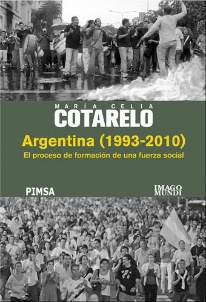 MARÍA CELIA
COTARELO
Argentina (1993-2010)
El proceso de formación de una fuerza social
PIMSA
IMAGO
MUNDI